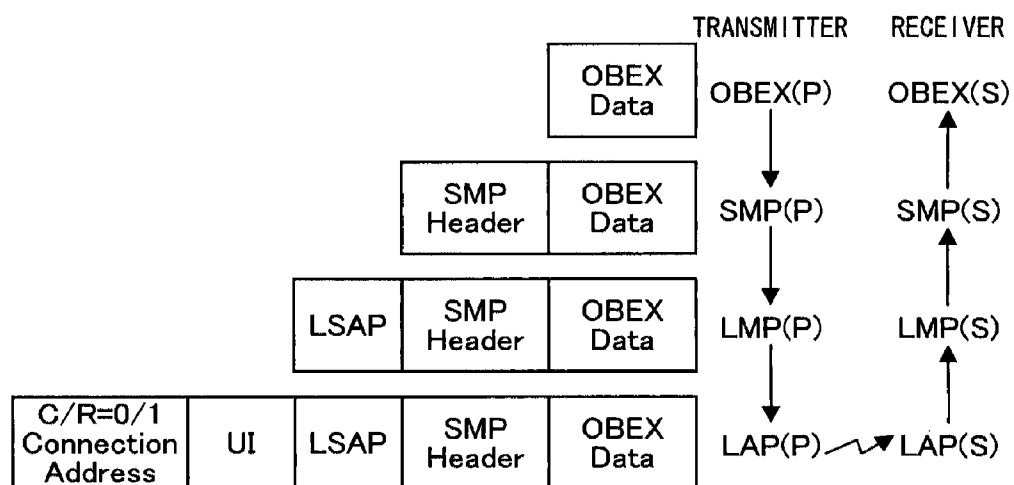 TRANSMITTER RECEIVER
OBEX
Data
OBEX(P) OBEX(S)
SMP
Header
OBEX
Data
SMP(P) SMP(S)
LSAP
SMP
Header
OBEX
Data
LMP(P) LMP(S)
C/R=0/1
Connection
Address
UI
LSAP
SMP
Header
OBEX
Data
LAP(P) LAP(S)